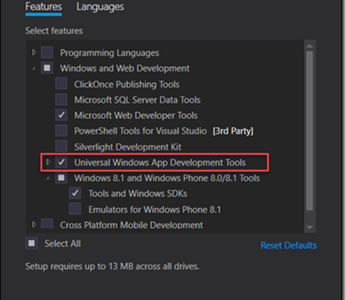 Features Languages
Select features
Programming Languages
Windows and Web Development
ClickOnce Publishing Tools
Microsoft SQL Server Data Tools
Microsoft Web Developer Tools
PowerShell Tools for Visual Studio [3rd Party]
Silverlight Development Kit
Universal Windows App Development Tools
Windows 8.1 and Windows Phone 8.0/8.1 Tools
Tools and Windows SDKs
Emulators for Windows Phone 8.1
Cross Platform Mobile Development
Select All Reset Defaults
Setup requires up to 13 MB across all drives.